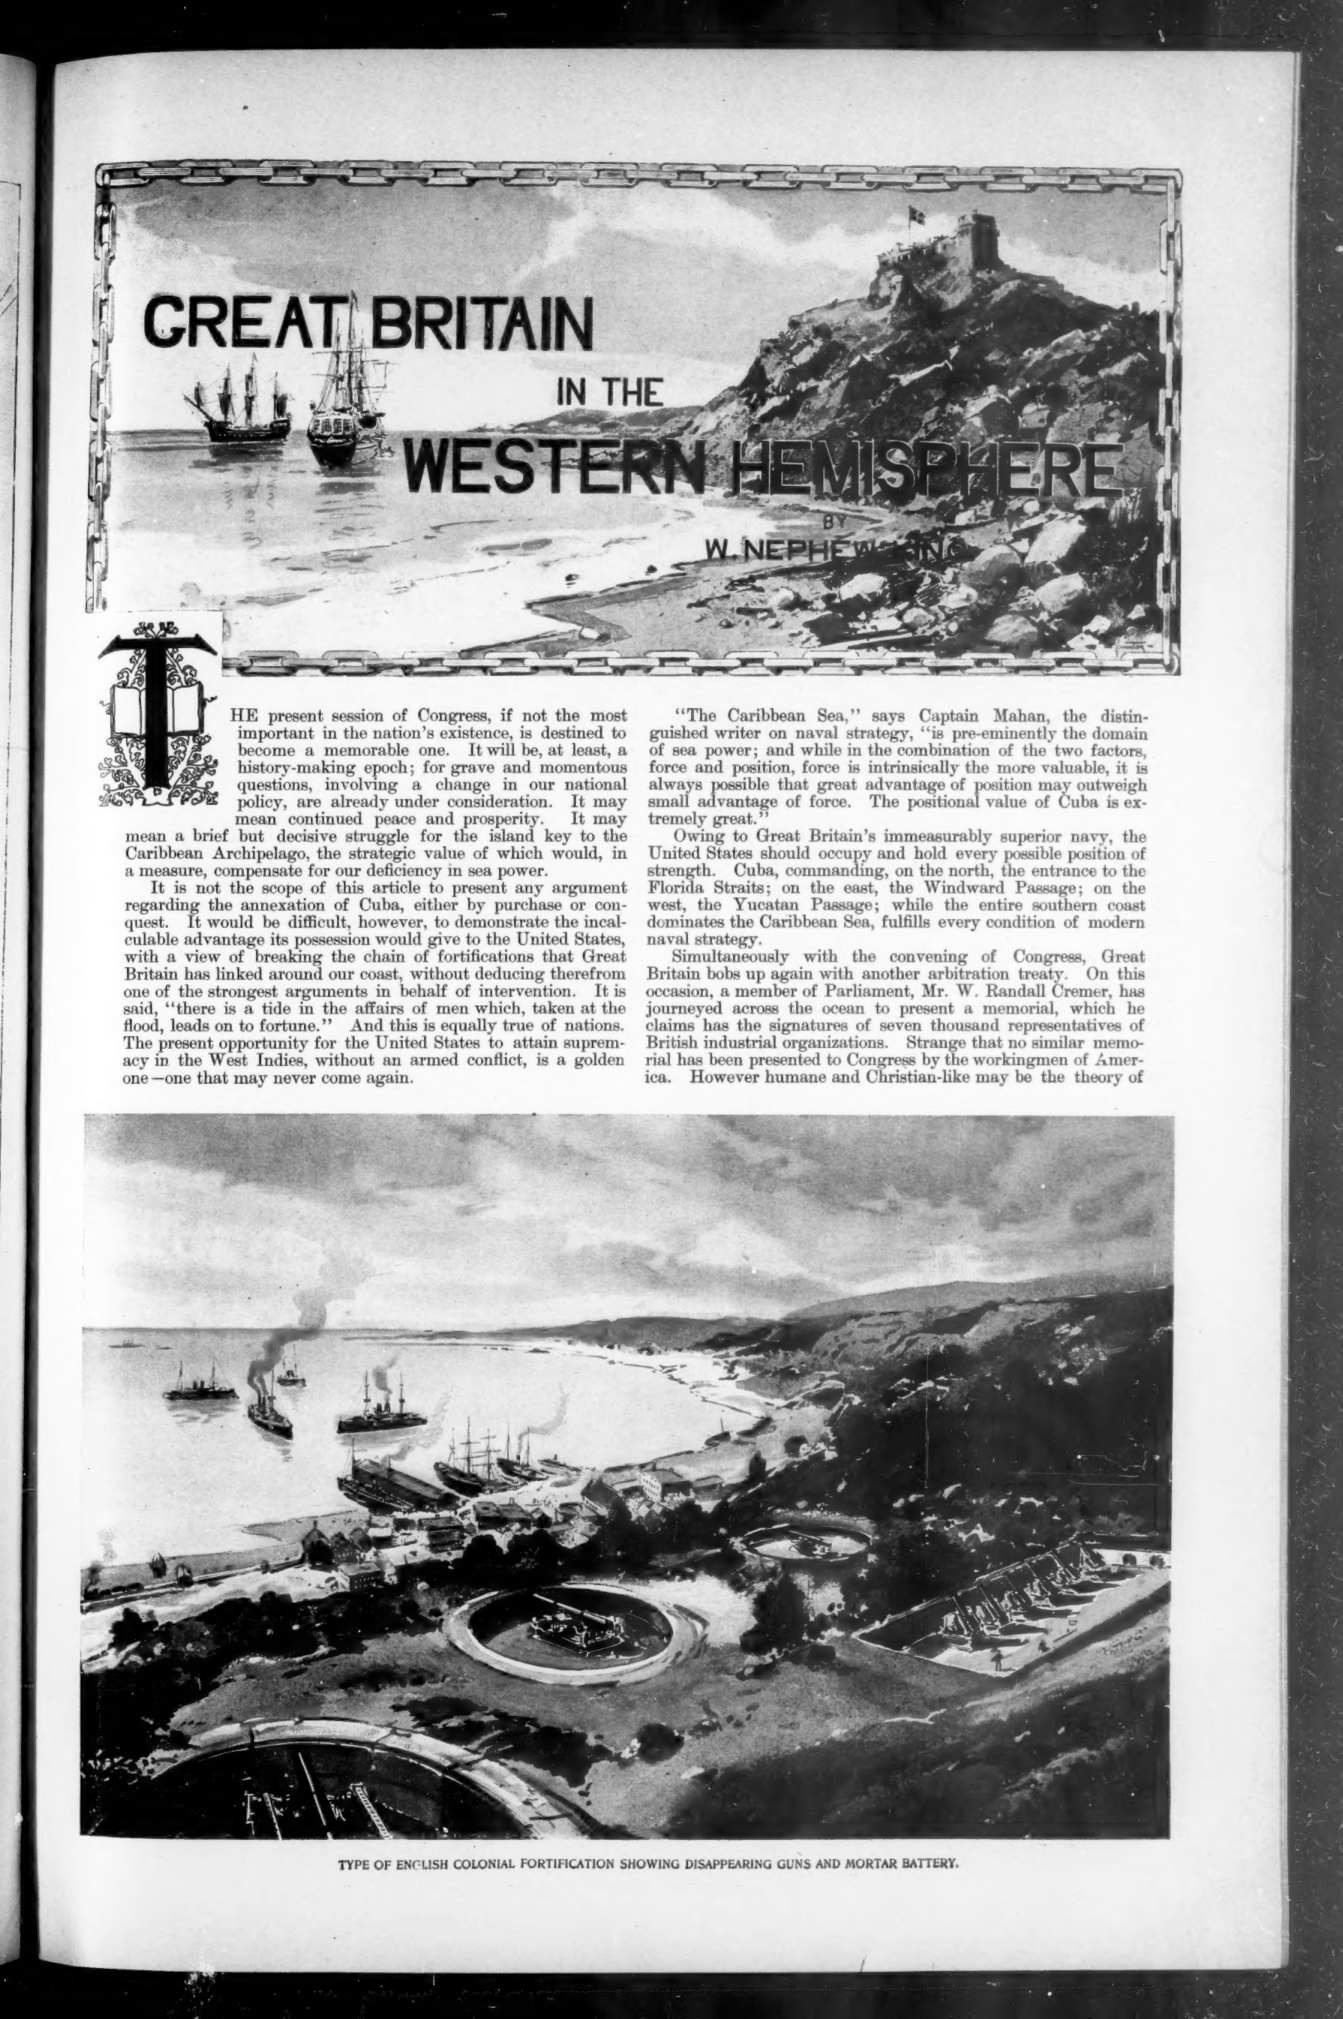 GREAT BRITAIN
IN THE
WESTERN HEMISPHERE
BY
W. NEPHEW KING
THE present session of Congress, if not the most
important in the nation's existence, is destined to
become a memorable one. It will be, at least, a
history-making epoch; for grave and momentous
questions, involving a change in our national
policy, are already under consideration. It may
mean continued peace and prosperity. It may
mean a brief but decisive struggle for the island key to the
Caribbean Archipelago, the strategic value of which would, in
a measure, compensate for our deficiency in sea power.
It is not the scope of this article to present any argument
regarding the annexation of Cuba, either by purchase or con-
quest. It would be difficult, however, to demonstrate the incal-
culable advantage its possession would give to the United States,
with a view of breaking the chain of fortifications that Great
Britain has linked around our coast, without deducing therefrom
one of the strongest arguments in behalf of intervention. It is
said, "there is a tide in the affairs of men which, taken at the
flood, leads on to fortune." And this is equally true of nations.
The present opportunity for the United States to attain suprem-
acy in the West Indies, without an armed conflict, is a golden
one—one that may never come again.
"The Caribbean Sea," says Captain Mahan, the distin-
guished writer on naval strategy, "is pre-eminently the domain
of sea power; and while in the combination of the two factors,
force and position, force is intrinsically the more valuable, it is
always possible that great advantage of position may outweigh
small advantage of force. The positional value of Cuba is ex-
tremely great."
Owing to Great Britain's immeasurably superior navy, the
United States should occupy and hold every possible position of
strength. Cuba, commanding, on the north, the entrance to the
Florida Straits; on the east, the Windward Passage; on the
west, the Yucatan Passage; while the entire southern coast
dominates the Caribbean Sea, fulfills every condition of modern
naval strategy.
Simultaneously with the convening of Congress, Great
Britain bobs up again with another arbitration treaty. On this
occasion, a member of Parliament, Mr. W. Randall Cremer, has
journeyed across the ocean to present a memorial, which he
claims has the signatures of seven thousand representatives of
British industrial organizations. Strange that no similar memo-
rial has been presented to Congress by the workingmen of Amer-
ica. However humane and Christian-like may be the theory of
TYPE OF ENGLISH COLONIAL FORTIFICATION SHOWING DISAPPEARING GUNS AND MORTAR BATTERY.